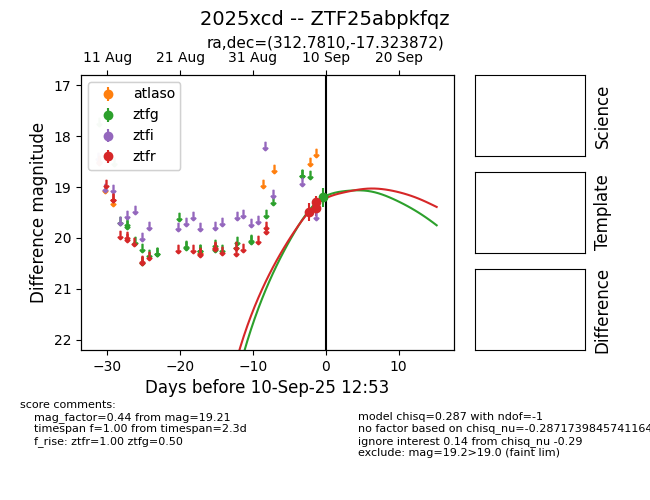 2025xcd -- ZTF25abpkfqz
ra,dec=(312.7810,-17.323872)
11 Aug 21 Aug 31 Aug 10 Sep 20 Sep
17
18
19
20
21
22
Difference magnitude
atlaso
ztfg
ztfi
ztfr
−30 −20 −10 0 10
Days before 10-Sep-25 12:53
Science
Template
Difference
score comments:
mag_factor=0.44 from mag=19.21
timespan f=1.00 from timespan=2.3d
f_rise: ztfr=1.00 ztfg=0.50
model chisq=0.287 with ndof=-1
no factor based on chisq_nu=-0.2871739845741164
ignore interest 0.14 from chisq_nu -0.29
exclude: mag=19.2>19.0 (faint lim)